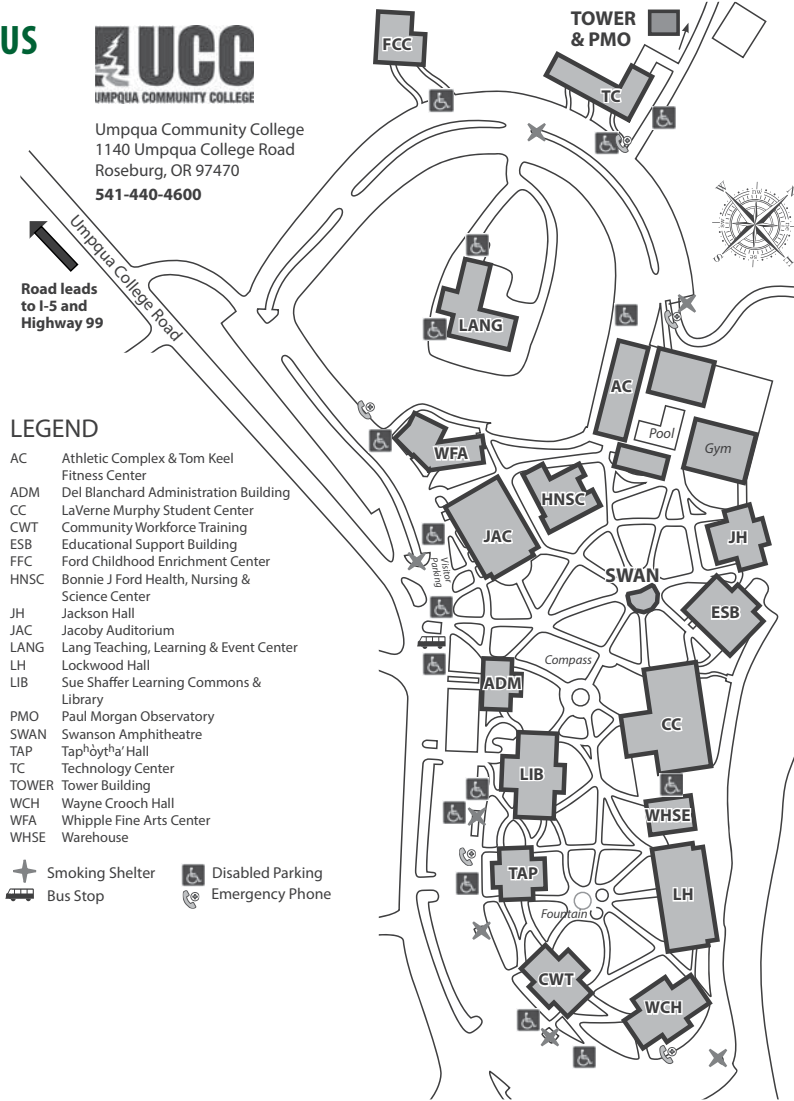 US
UCC
UMPQUA COMMUNITY COLLEGE
Umpqua Community College
1140 Umpqua College Road
Roseburg, OR 97470
541-440-4600
TOWER
& PMO
FCC
TC
Umpqua College Road
Road leads
to I-5 and
Highway 99
LANG
AC
Pool
Gym
WFA
HNSC
JAC
JH
Visitor
Parking
SWAN
ESB
Compass
ADM
CC
LIB
WHSE
TAP
LH
Fountain
CWT
WCH
LEGEND
AC Athletic Complex & Tom Keel
Fitness Center
ADM Del Blanchard Administration Building
CC LaVerne Murphy Student Center
CWT Community Workforce Training
ESB Educational Support Building
FFC Ford Childhood Enrichment Center
HNSC Bonnie J Ford Health, Nursing &
Science Center
JH Jackson Hall
JAC Jacoby Auditorium
LANG Lang Teaching, Learning & Event Center
LH Lockwood Hall
LIB Sue Shaffer Learning Commons &
Library
PMO Paul Morgan Observatory
SWAN Swanson Amphitheatre
TAP Tapʰòytʰa’ Hall
TC Technology Center
TOWER Tower Building
WCH Wayne Crooch Hall
WFA Whipple Fine Arts Center
WHSE Warehouse
Smoking Shelter
Disabled Parking
Bus Stop
Emergency Phone